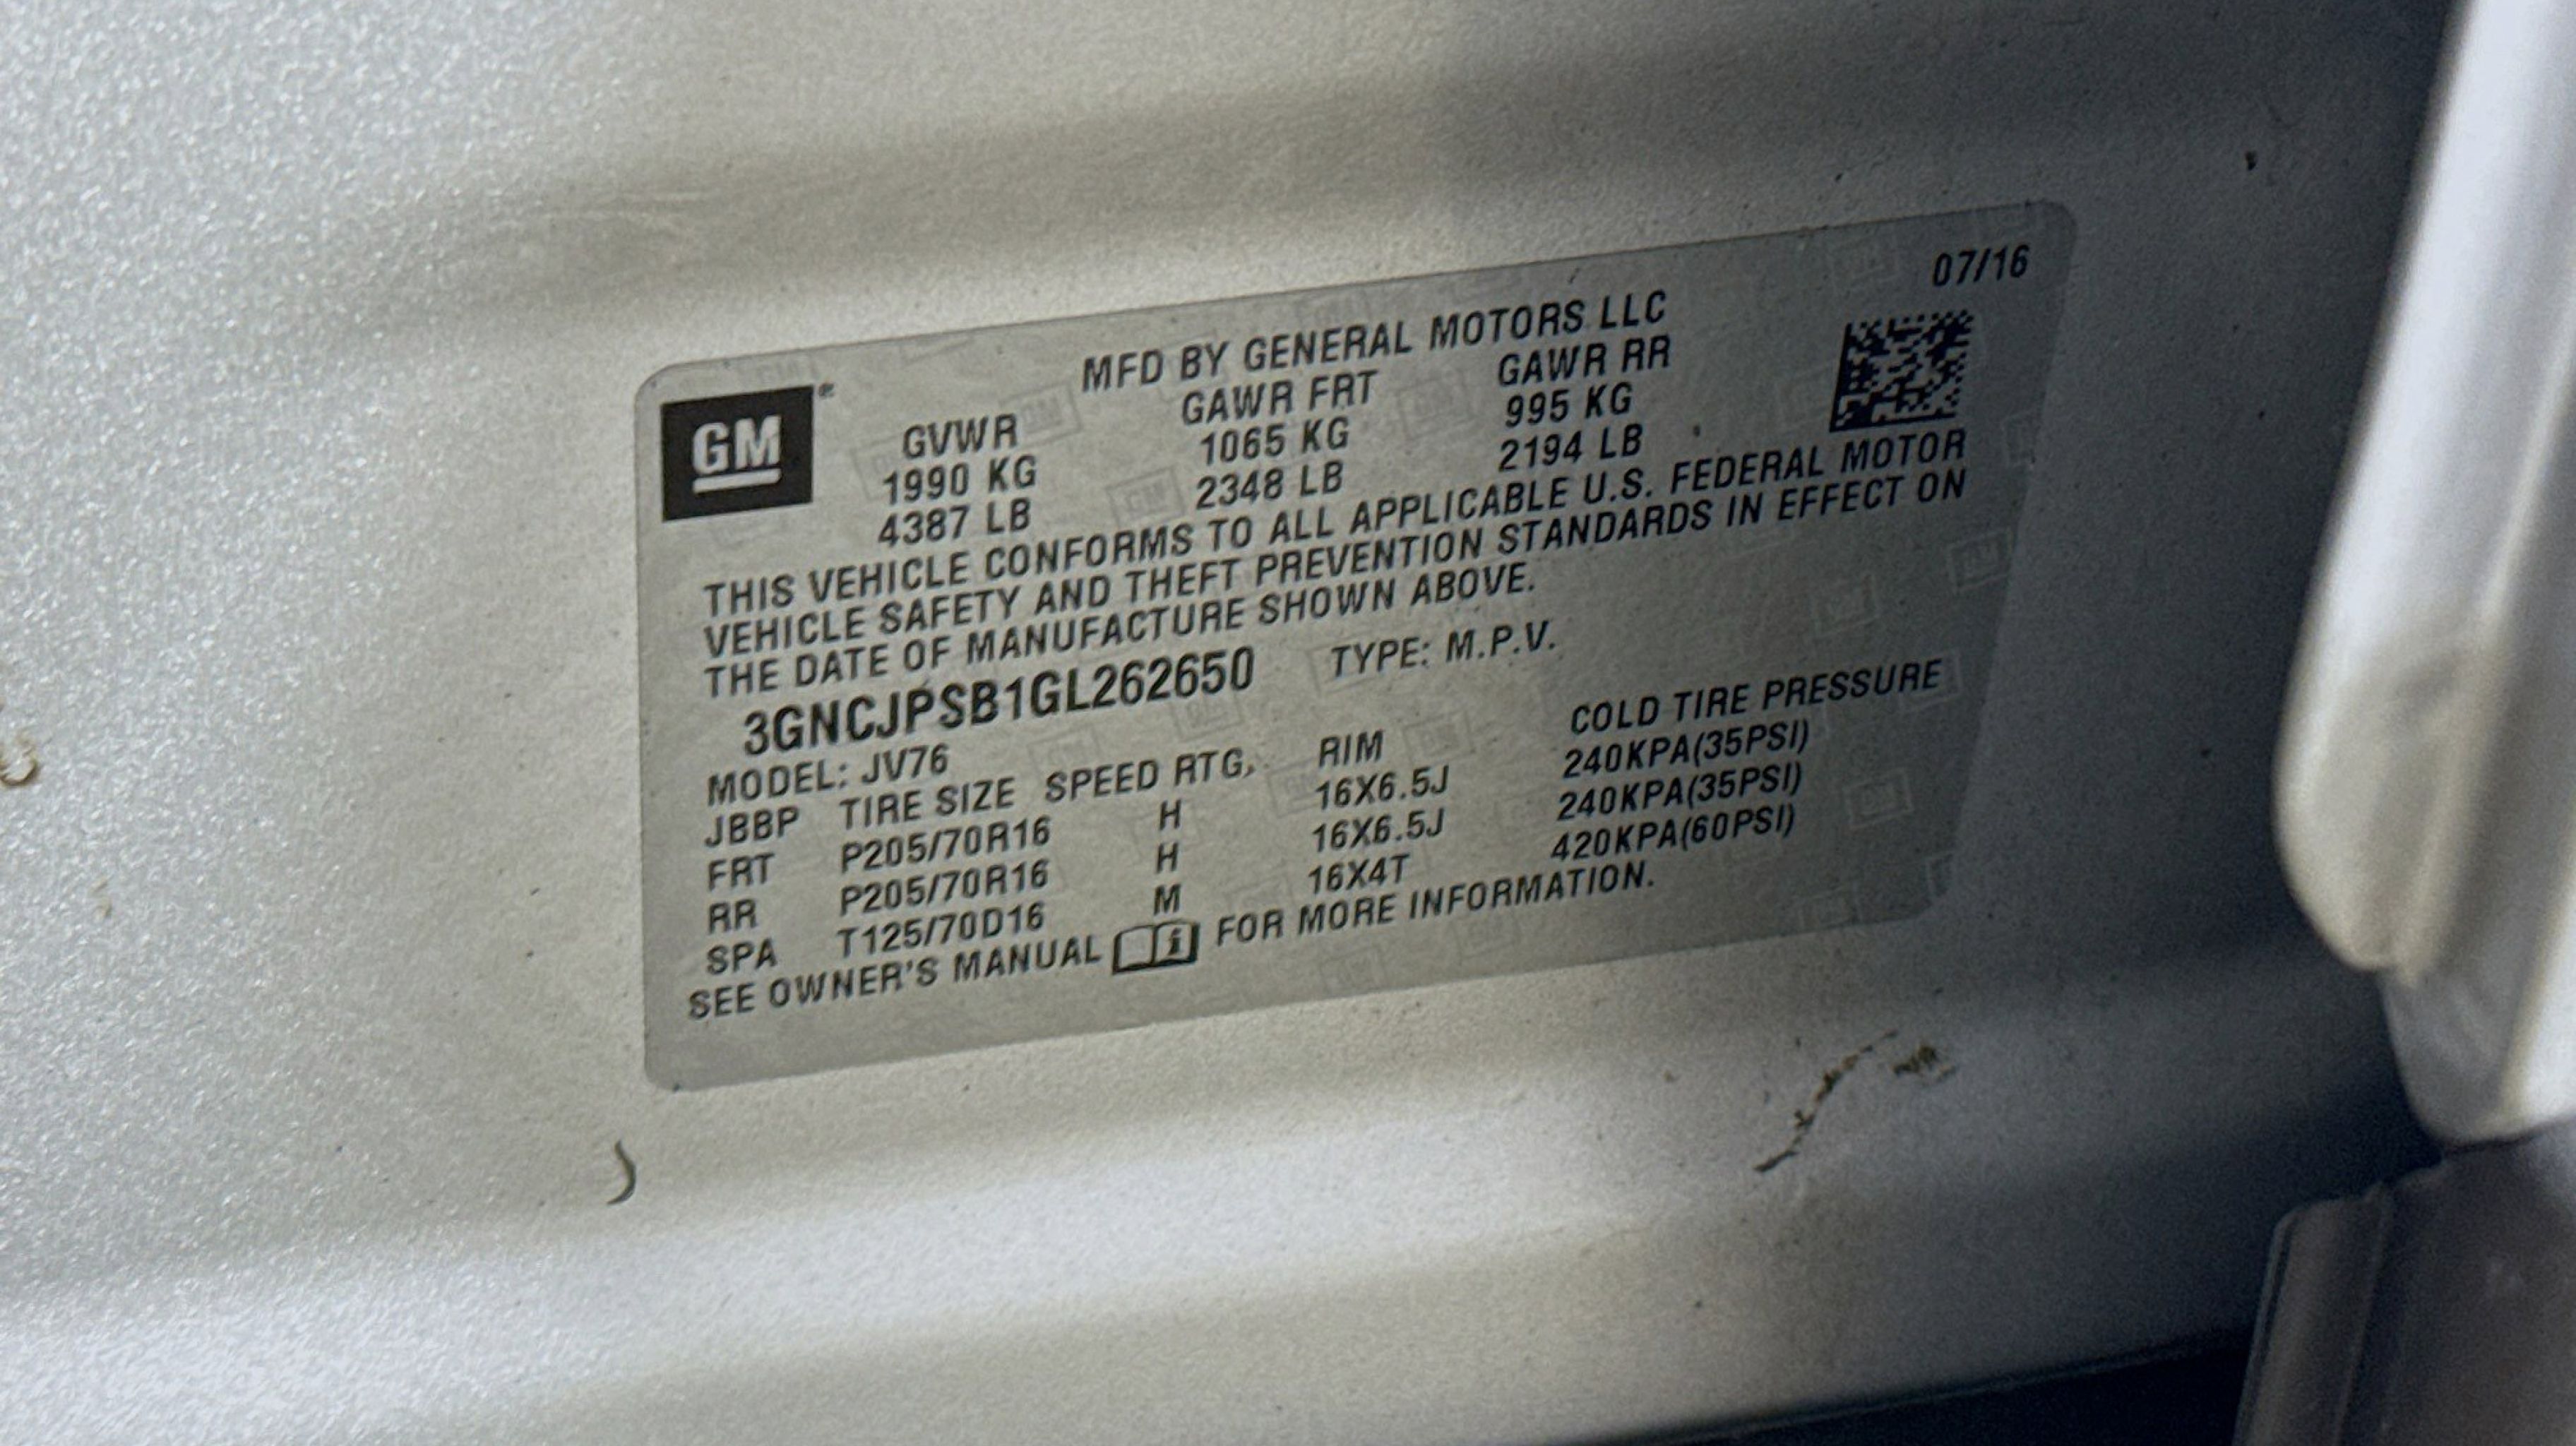 07/16
MFD BY GENERAL MOTORS LLC
GM®
GVWR GAWR FRT GAWR RR
1990 KG 1065 KG 995 KG
4387 LB 2348 LB 2194 LB
THIS VEHICLE CONFORMS TO ALL APPLICABLE U.S. FEDERAL MOTOR
VEHICLE SAFETY AND THEFT PREVENTION STANDARDS IN EFFECT ON
THE DATE OF MANUFACTURE SHOWN ABOVE.
3GNCJPSB1GL262650 TYPE: M.P.V.
MODEL: JV76
JBBP TIRE SIZE SPEED RTG, RIM COLD TIRE PRESSURE
FRT P205/70R16 H 16X6.5J 240KPA(35PSI)
RR P205/70R16 H 16X6.5J 240KPA(35PSI)
SPA T125/70D16 M 16X4T 420KPA(60PSI)
SEE OWNER'S MANUAL i FOR MORE INFORMATION.